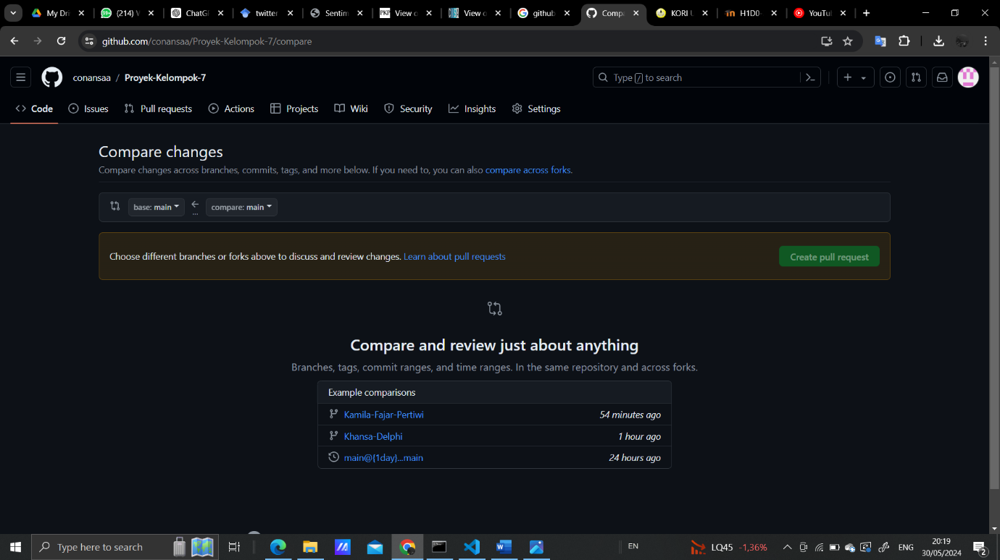 My Dri
(214) V
ChatGl
twitter
Sentim
View o
View o
github
Compa
KORI U
H1D0-
YouTul
github.com/conansaa/Proyek-Kelompok-7/compare
conansaa / Proyek-Kelompok-7
Type / to search
Code Issues Pull requests Actions Projects Wiki Security Insights Settings
Compare changes
Compare changes across branches, commits, tags, and more below. If you need to, you can also compare across forks.
base: main ... compare: main
Choose different branches or forks above to discuss and review changes. Learn about pull requests
Create pull request
Compare and review just about anything
Branches, tags, commit ranges, and time ranges. In the same repository and across forks.
Example comparisons
Kamila-Fajar-Pertiwi 54 minutes ago
Khansa-Delphi 1 hour ago
main@{1day}...main 24 hours ago
Type here to search
EN
LQ45 -1,36%
ENG
20:19
30/05/2024
2